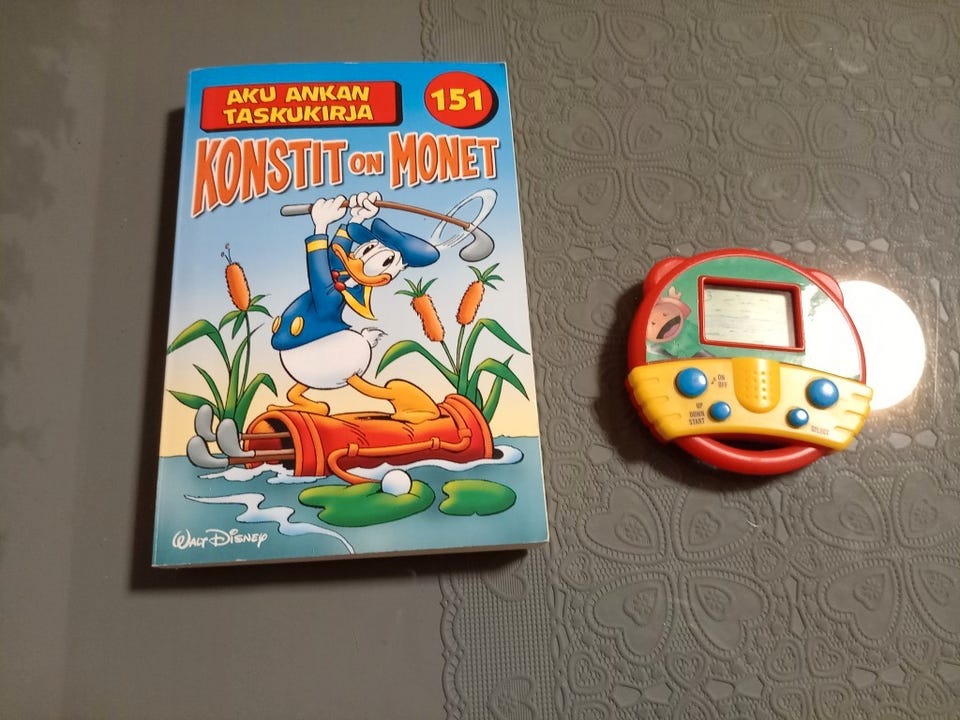 AKU ANKAN
TASKUKIRJA
151
KONSTIT ON MONET
WALT DISNEY
ON
OFF
UP
DOWN
START
SELECT